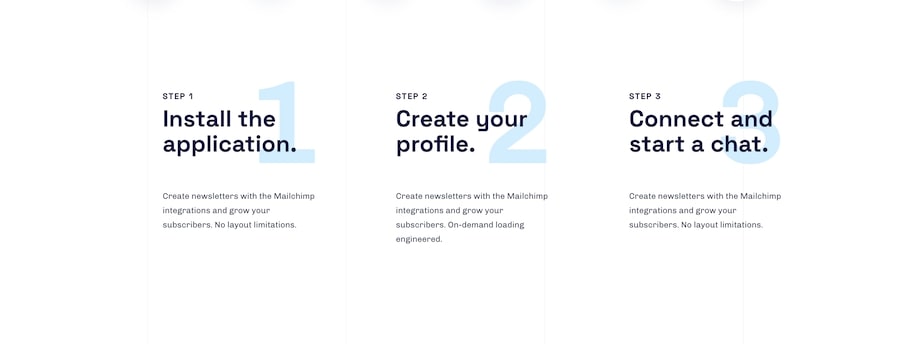 STEP 1
1
Install the
application.
Create newsletters with the Mailchimp
integrations and grow your
subscribers. No layout limitations.
STEP 2
2
Create your
profile.
Create newsletters with the Mailchimp
integrations and grow your
subscribers. On-demand loading
engineered.
STEP 3
3
Connect and
start a chat.
Create newsletters with the Mailchimp
integrations and grow your
subscribers. No layout limitations.